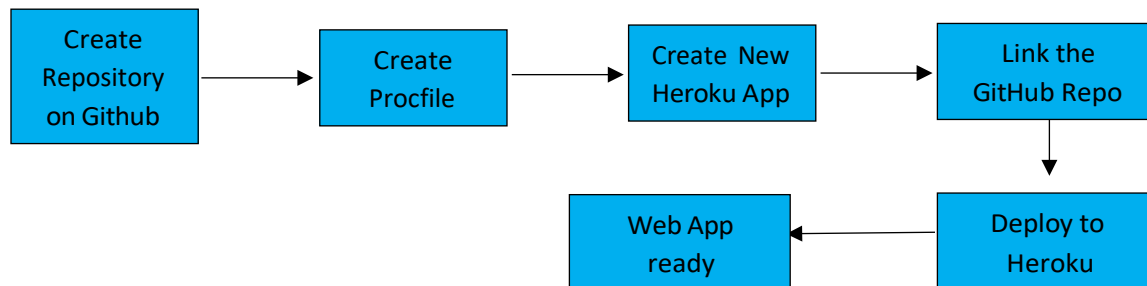 Create
Repository
on Github
Create
Procfile
Create New
Heroku App
Link the
GitHub Repo
Deploy to
Heroku
Web App
ready